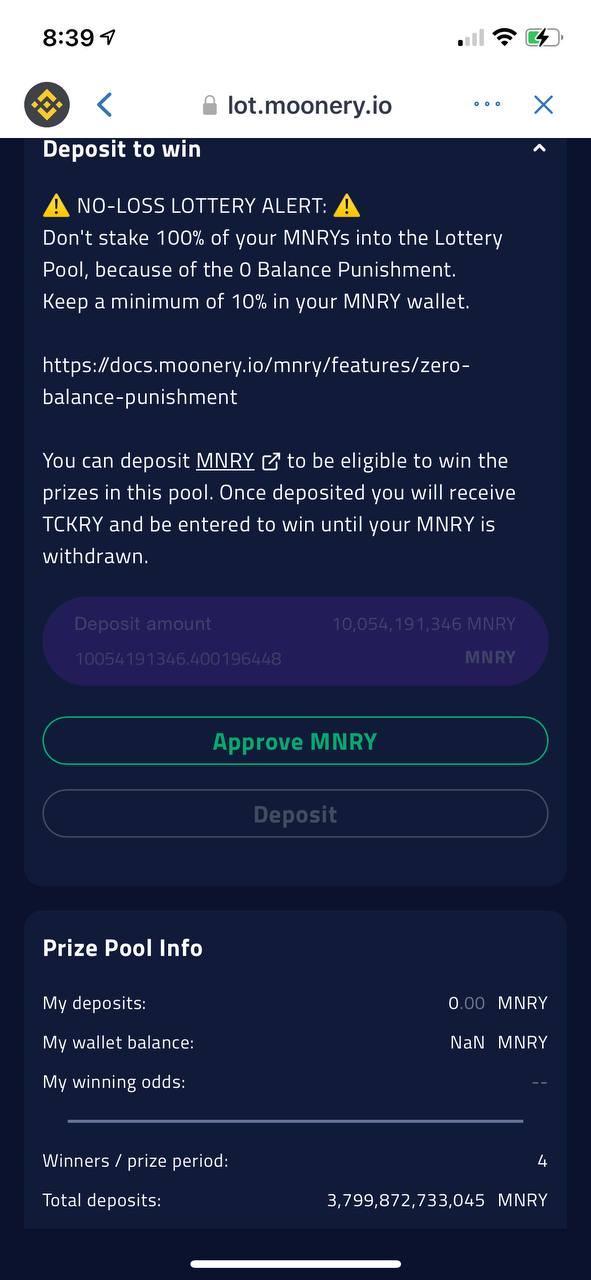 8:39
lot.moonery.io
Deposit to win
⚠️ NO-LOSS LOTTERY ALERT: ⚠️
Don't stake 100% of your MNRYs into the Lottery
Pool, because of the 0 Balance Punishment.
Keep a minimum of 10% in your MNRY wallet.
https://docs.moonery.io/mnry/features/zero-
balance-punishment
You can deposit MNRY to be eligible to win the
prizes in this pool. Once deposited you will receive
TCKRY and be entered to win until your MNRY is
withdrawn.
Deposit amount 10,054,191,346 MNRY
10054191346.400196448 MNRY
Approve MNRY
Deposit
Prize Pool Info
My deposits: 0.00 MNRY
My wallet balance: NaN MNRY
My winning odds: --
Winners / prize period: 4
Total deposits: 3,799,872,733,045 MNRY